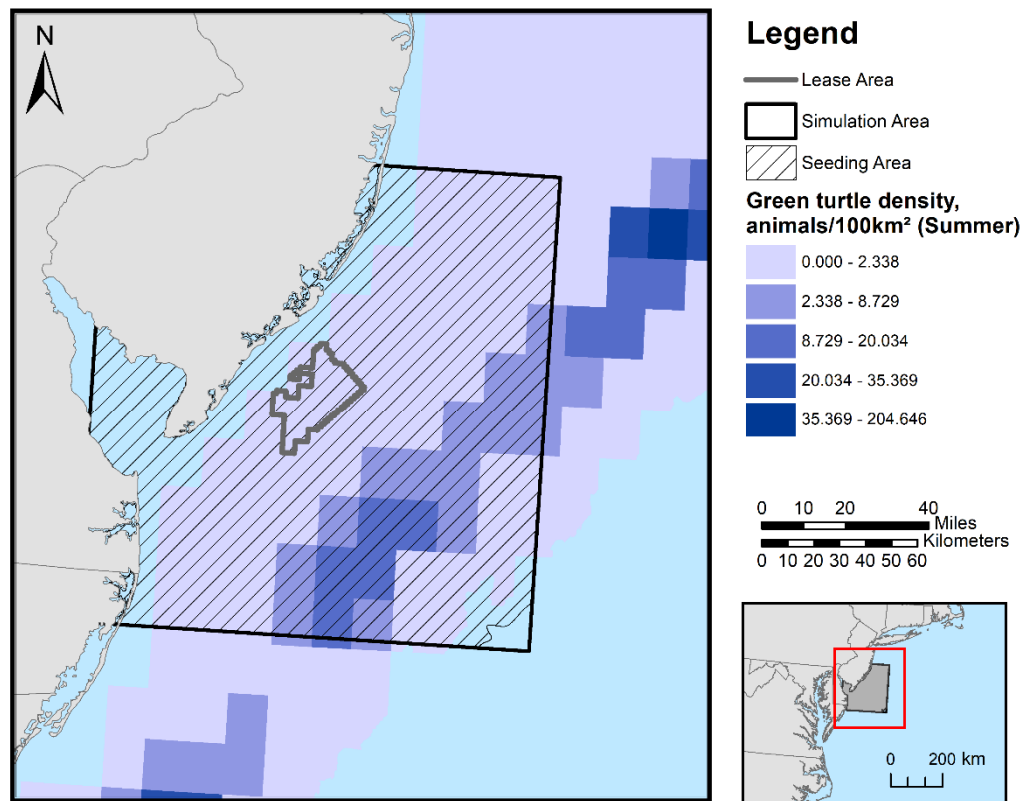 N
Legend
Lease Area
Simulation Area
Seeding Area
Green turtle density,
animals/100km² (Summer)
0.000 - 2.338
2.338 - 8.729
8.729 - 20.034
20.034 - 35.369
35.369 - 204.646
0 10 20 40
Miles
Kilometers
0 10 20 30 40 50 60
0 200 km